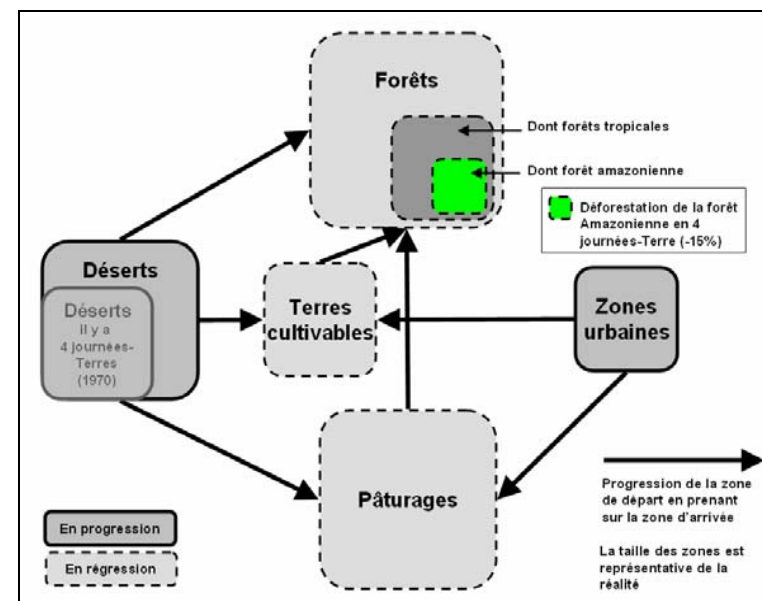 Forêts
Dont forêts tropicales
Dont forêt amazonienne
Déforestation de la forêt
Amazonienne en 4
journées-Terre (-15%)
Déserts
Déserts
il y a
4 journées-
Terres
(1970)
Terres
cultivables
Zones
urbaines
Pâturages
En progression
En régression
Progression de la zone
de départ en prenant
sur la zone d'arrivée
La taille des zones est
représentative de la
réalité